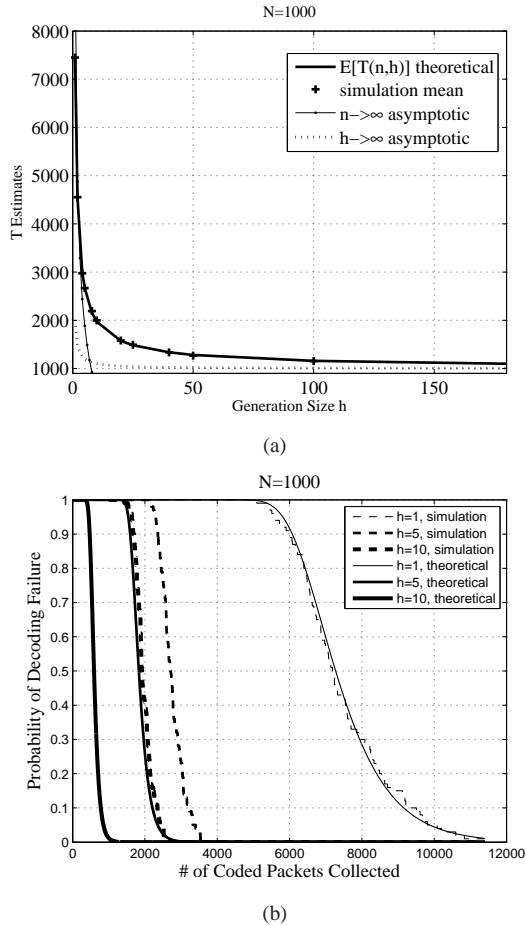 N=1000
8000
7000
6000
5000
4000
3000
2000
1000
0
50
100
150
T Estimates
Generation Size h
E[T(n,h)] theoretical
simulation mean
n−>∞ asymptotic
h−>∞ asymptotic
(a)
N=1000
1
0.9
0.8
0.7
0.6
0.5
0.4
0.3
0.2
0.1
0
0
2000
4000
6000
8000
10000
12000
Probability of Decoding Failure
# of Coded Packets Collected
h=1, simulation
h=5, simulation
h=10, simulation
h=1, theoretical
h=5, theoretical
h=10, theoretical
(b)